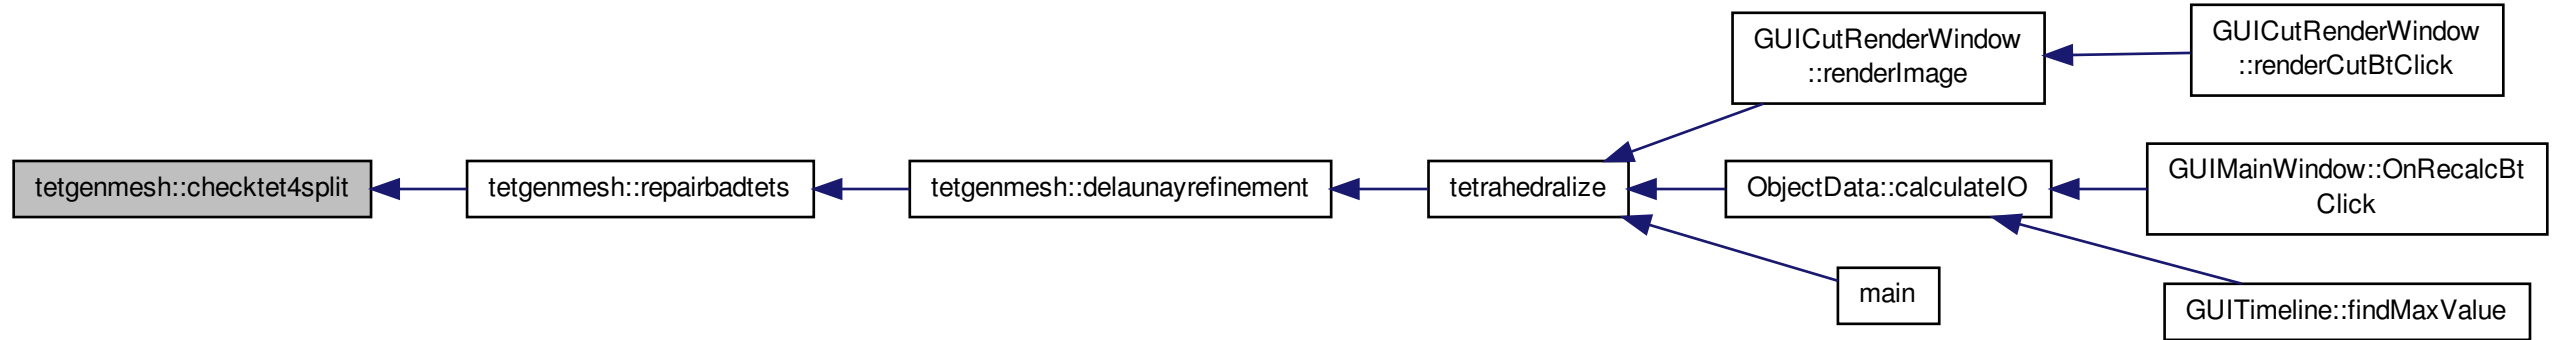 tetgenmesh::checktet4split
tetgenmesh::repairbadtets
tetgenmesh::delaunayrefinement
tetrahedralize
GUICutRenderWindow
::renderImage
GUICutRenderWindow
::renderCutBtClick
ObjectData::calculateIO
GUIMainWindow::OnRecalcBt
Click
GUITimeline::findMaxValue
main